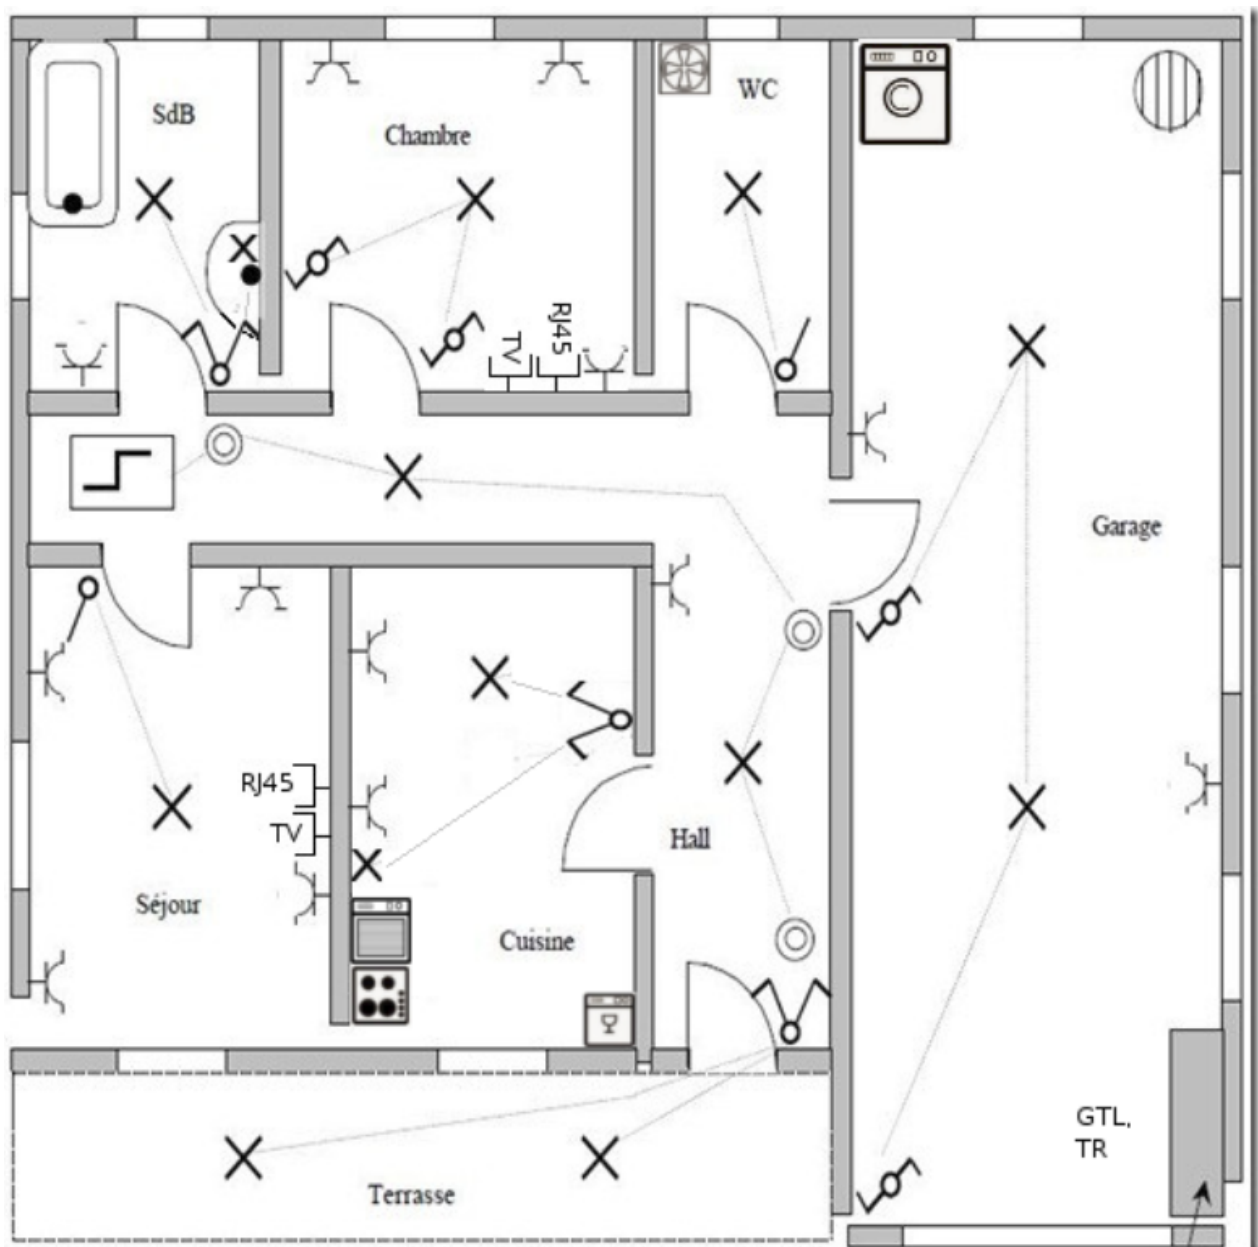 SdB
WC
Chambre
RJ45
TV
Garage
RJ45
TV
Hall
Séjour
Cuisine
GTL,
TR
Terrasse